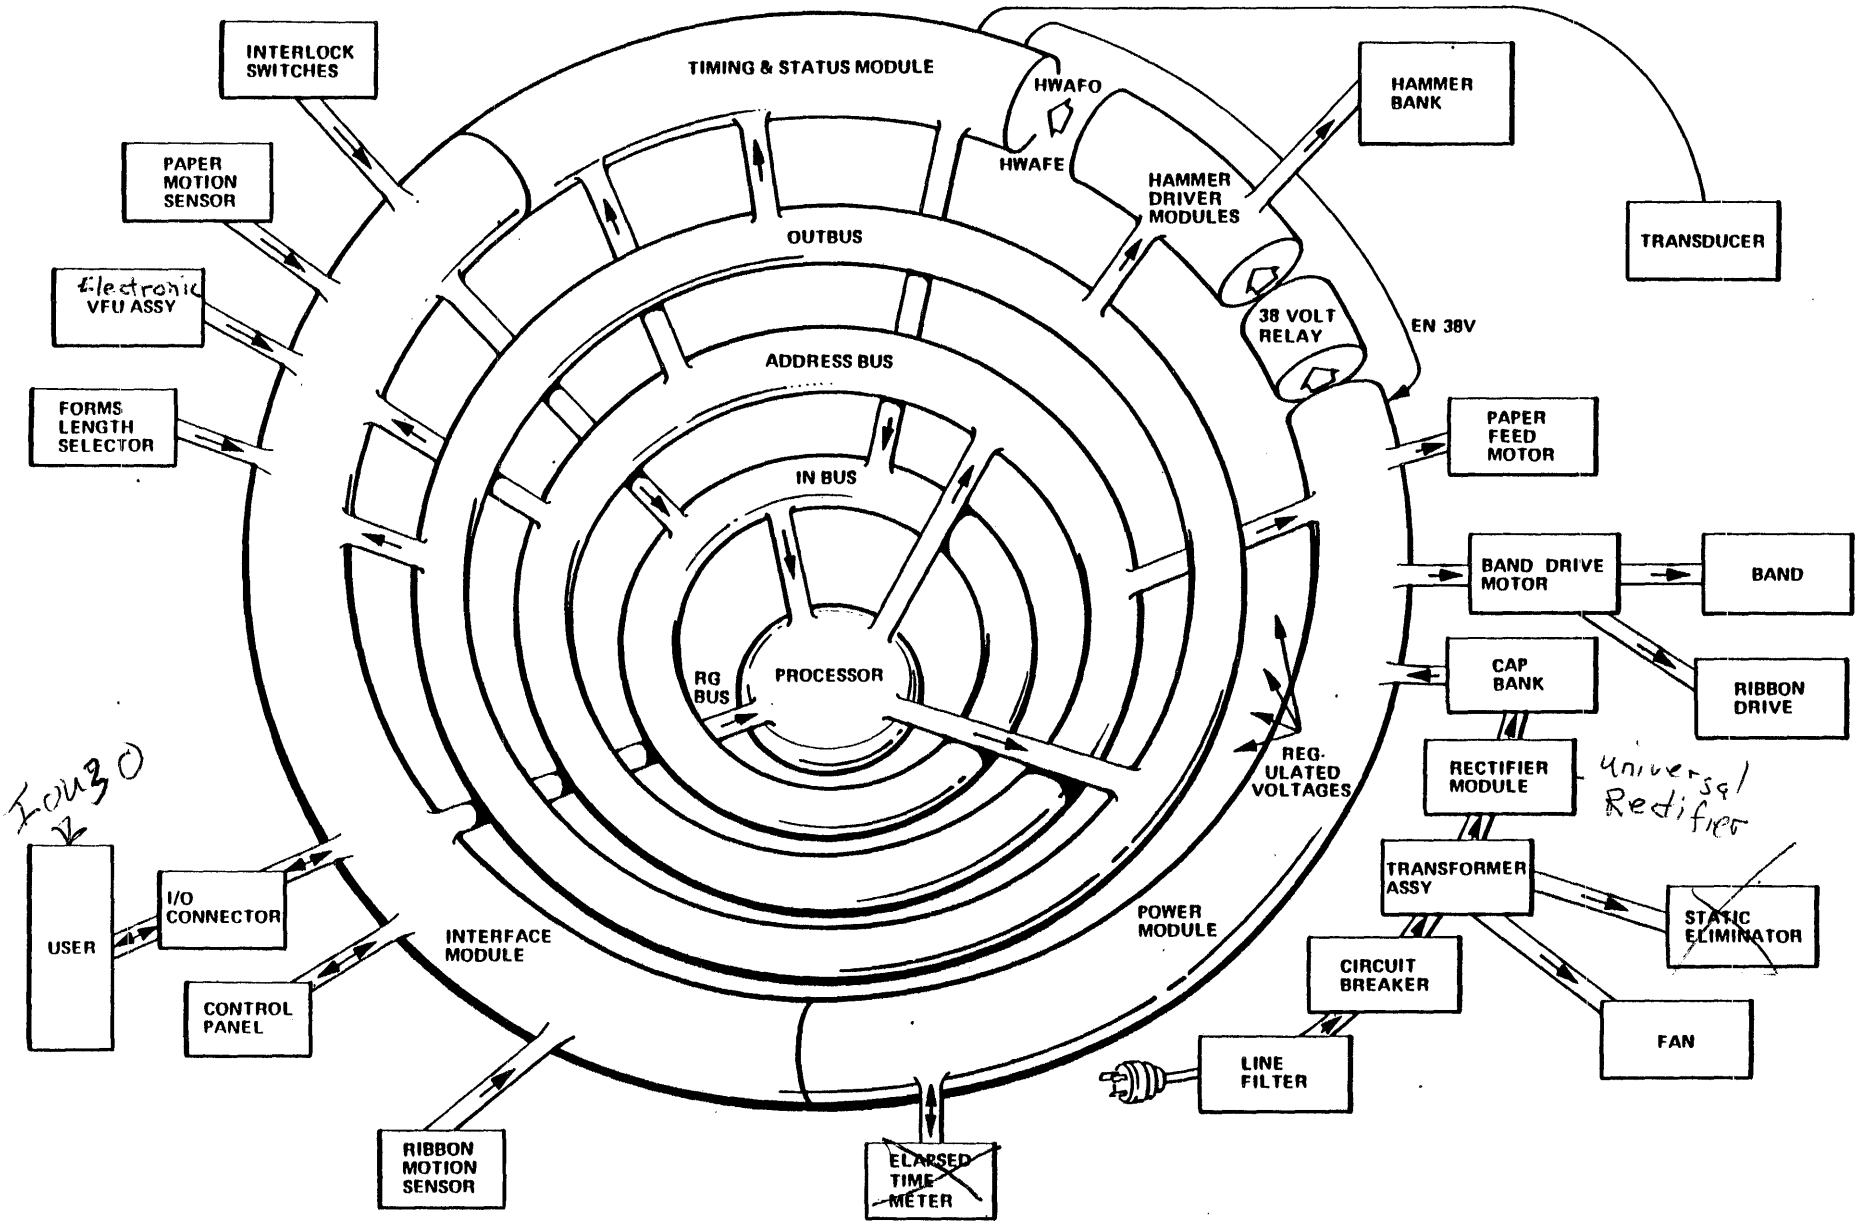 INTERLOCK
SWITCHES
TIMING & STATUS MODULE
HWAFO
HWAFE
HAMMER
BANK
PAPER
MOTION
SENSOR
HAMMER
DRIVER
MODULES
TRANSDUCER
OUTBUS
Electronic
VFU ASSY
38 VOLT
RELAY
EN 38V
ADDRESS BUS
FORMS
LENGTH
SELECTOR
PAPER
FEED
MOTOR
IN BUS
BAND DRIVE
MOTOR
BAND
RG
BUS
PROCESSOR
CAP
BANK
RIBBON
DRIVE
REG-
ULATED
VOLTAGES
RECTIFIER
MODULE
Universal
Rectifier
TRANSFORMER
ASSY
STATIC
ELIMINATOR
USER
I/O
CONNECTOR
INTERFACE
MODULE
POWER
MODULE
CIRCUIT
BREAKER
CONTROL
PANEL
FAN
LINE
FILTER
RIBBON
MOTION
SENSOR
ELAPSED
TIME
METER